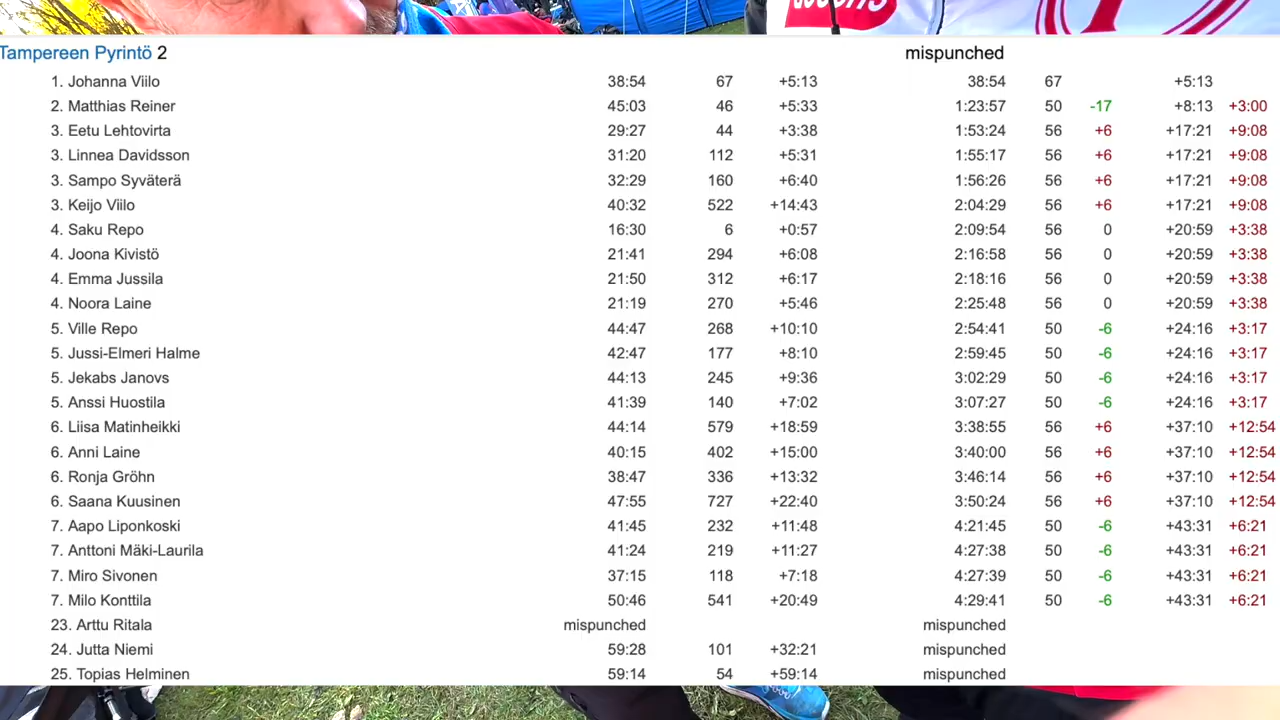 Tampereen Pyrintö 2 mispunched
1. Johanna Viilo 38:54 67 +5:13 38:54 67 +5:13
2. Matthias Reiner 45:03 46 +5:33 1:23:57 50 -17 +8:13 +3:00
3. Eetu Lehtovirta 29:27 44 +3:38 1:53:24 56 +6 +17:21 +9:08
3. Linnea Davidsson 31:20 112 +5:31 1:55:17 56 +6 +17:21 +9:08
3. Sampo Syväterä 32:29 160 +6:40 1:56:26 56 +6 +17:21 +9:08
3. Keijo Viilo 40:32 522 +14:43 2:04:29 56 +6 +17:21 +9:08
4. Saku Repo 16:30 6 +0:57 2:09:54 56 0 +20:59 +3:38
4. Joona Kivistö 21:41 294 +6:08 2:16:58 56 0 +20:59 +3:38
4. Emma Jussila 21:50 312 +6:17 2:18:16 56 0 +20:59 +3:38
4. Noora Laine 21:19 270 +5:46 2:25:48 56 0 +20:59 +3:38
5. Ville Repo 44:47 268 +10:10 2:54:41 50 -6 +24:16 +3:17
5. Jussi-Elmeri Halme 42:47 177 +8:10 2:59:45 50 -6 +24:16 +3:17
5. Jekabs Janovs 44:13 245 +9:36 3:02:29 50 -6 +24:16 +3:17
5. Anssi Huostila 41:39 140 +7:02 3:07:27 50 -6 +24:16 +3:17
6. Liisa Matinheikki 44:14 579 +18:59 3:38:55 56 +6 +37:10 +12:54
6. Anni Laine 40:15 402 +15:00 3:40:00 56 +6 +37:10 +12:54
6. Ronja Gröhn 38:47 336 +13:32 3:46:14 56 +6 +37:10 +12:54
6. Saana Kuusinen 47:55 727 +22:40 3:50:24 56 +6 +37:10 +12:54
7. Aapo Liponkoski 41:45 232 +11:48 4:21:45 50 -6 +43:31 +6:21
7. Anttoni Mäki-Laurila 41:24 219 +11:27 4:27:38 50 -6 +43:31 +6:21
7. Miro Sivonen 37:15 118 +7:18 4:27:39 50 -6 +43:31 +6:21
7. Milo Konttila 50:46 541 +20:49 4:29:41 50 -6 +43:31 +6:21
23. Arttu Ritala mispunched mispunched
24. Jutta Niemi 59:28 101 +32:21 mispunched
25. Topias Helminen 59:14 54 +59:14 mispunched